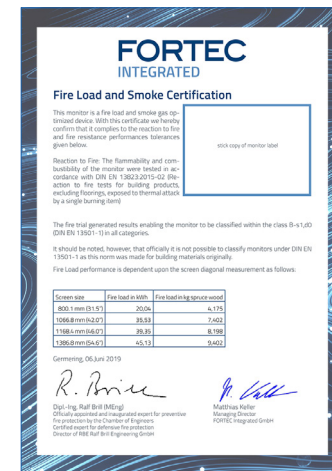 FORTEC
INTEGRATED
Fire Load and Smoke Certification
This monitor is a fire load and smoke gas op-
timized device. With this certificate we hereby
confirm that it complies to the reaction to fire
and fire resistance performances tolerances
given below.
stick copy of monitor label
Reaction to Fire: The flammability and com-
bustibility of the monitor were tested in ac-
cordance with DIN EN 13823:2015-02 (Re-
action to fire tests for building products,
excluding floorings, exposed to thermal attack
by a single burning item)
The fire trial generated results enabling the monitor to be classified within the class B-s1,d0
(DIN EN 13501-1) in all categories.
It should be noted, however, that officially it is not possible to classify monitors under DIN EN
13501-1 as this norm was made for building materials originally.
Fire Load performance is dependent upon the screen diagonal measurement as follows:
Screen size Fire load in kWh Fire load in kg spruce wood
800.1 mm (31.5") 20,04 4,175
1066.8 mm (42.0") 35,53 7,402
1168.4 mm (46.0") 39,35 8,198
1386.8 mm (54.6") 45,13 9,402
Germering, 06.Juni 2019
R. Brill
Dipl.-Ing. Ralf Brill (MEng)
Officially appointed and inaugurated expert for preventive
fire protection by the Chamber of Engineers
Certified expert for defensive fire protection
Director of RBE Ralf Brill Engineering GmbH
Matthias Keller
Managing Director
FORTEC Integrated GmbH